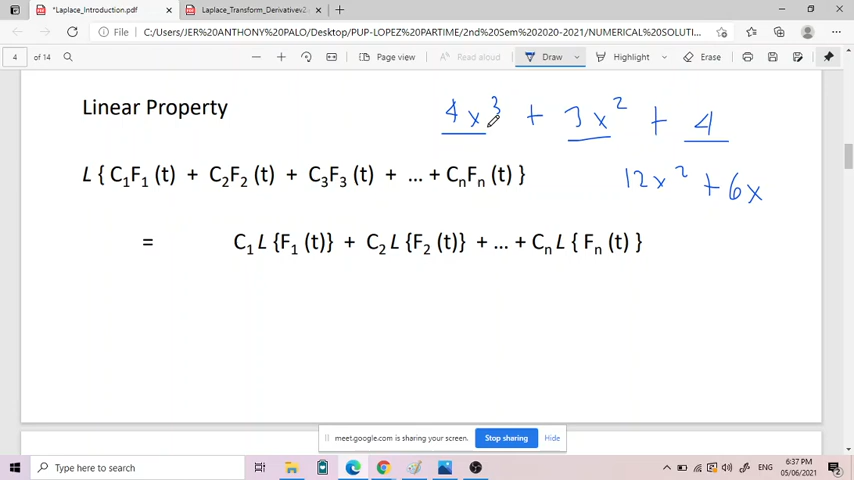 *Laplace_Introduction.pdf
Laplace_Transform_Derivativev2.
File | C:/Users/JER%20ANTHONY%20PALO/Desktop/PUP-LOPEZ%20PARTIME/2nd%20Sem%202020-2021/NUMERICAL%20SOLUTI...
4 of 14 Page view Read aloud Draw Highlight Erase
Linear Property
4x³ + 3x² + 4
L { C₁F₁ (t) + C₂F₂ (t) + C₃F₃ (t) + ... + CₙFₙ (t) }
12x² + 6x
= C₁ L {F₁ (t)} + C₂ L {F₂ (t)} + ... + Cₙ L { Fₙ (t) }
meet.google.com is sharing your screen. Stop sharing Hide
Type here to search
ENG
6:37 PM
05/06/2021
2